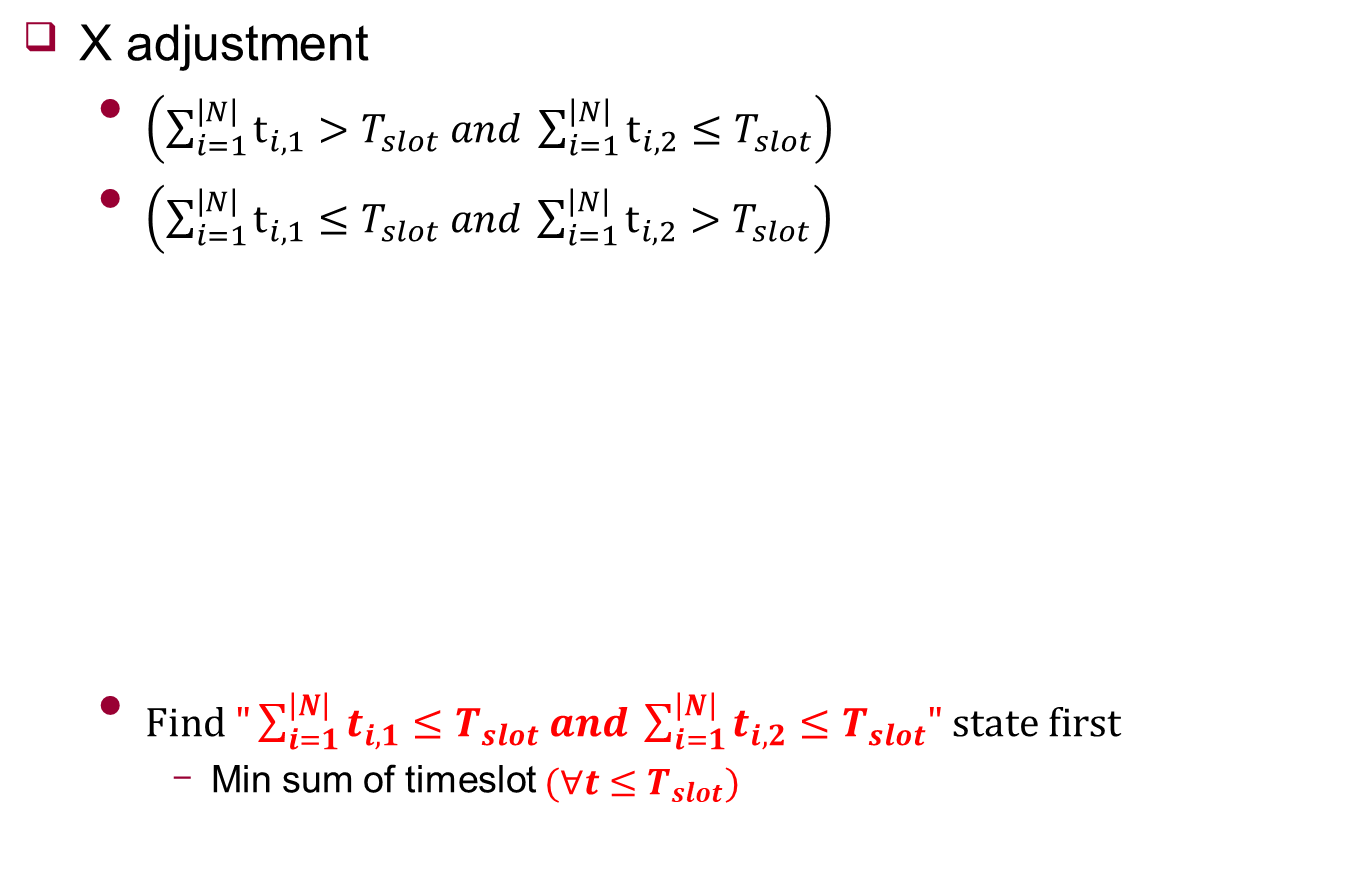 ❑ X adjustment
• (∑_{i=1}^{|N|} t_{i,1} > T_{slot} and ∑_{i=1}^{|N|} t_{i,2} ≤ T_{slot})
• (∑_{i=1}^{|N|} t_{i,1} ≤ T_{slot} and ∑_{i=1}^{|N|} t_{i,2} > T_{slot})
• Find "∑_{i=1}^{|N|} t_{i,1} ≤ T_{slot} and ∑_{i=1}^{|N|} t_{i,2} ≤ T_{slot}" state first
− Min sum of timeslot (∀t ≤ T_{slot})